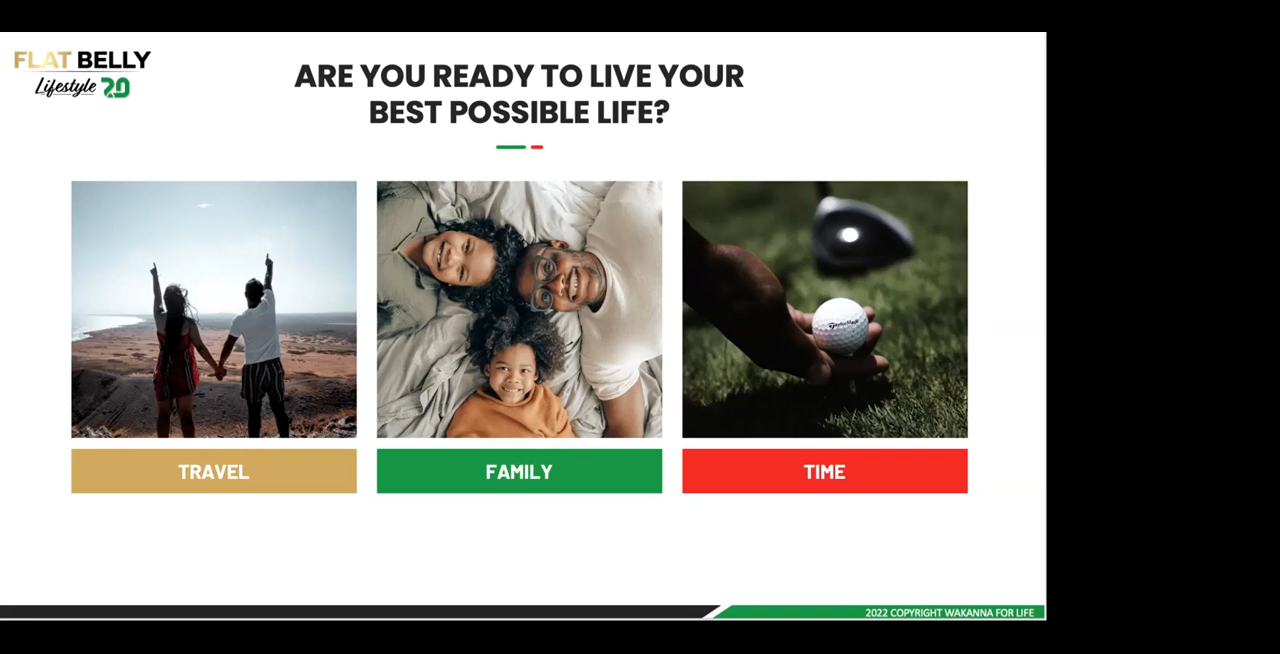 FLAT BELLY
Lifestyle 2.0
ARE YOU READY TO LIVE YOUR
BEST POSSIBLE LIFE?
TaylorMade
TRAVEL
FAMILY
TIME
2022 COPYRIGHT WAKANNA FOR LIFE